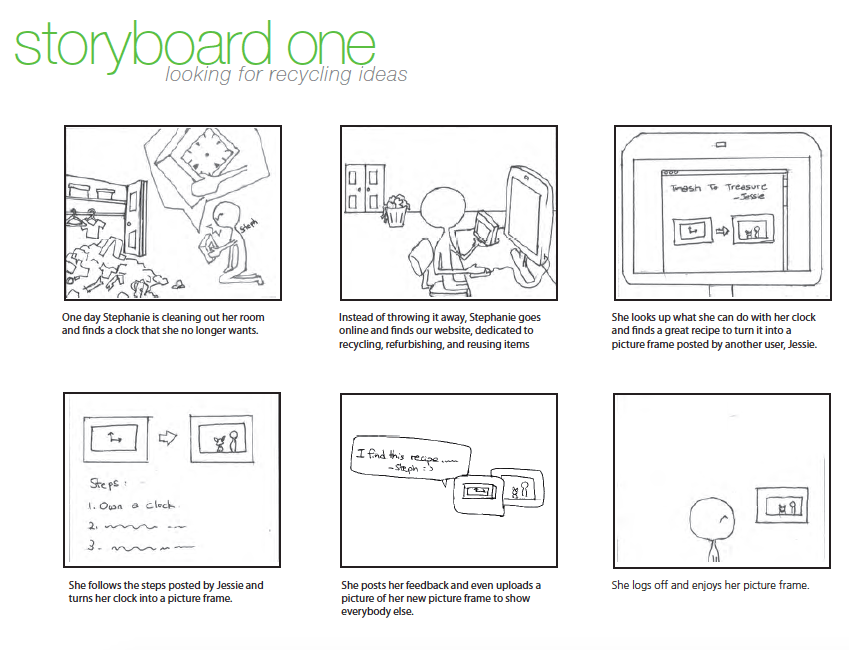 storyboard one
looking for recycling ideas
Steph
One day Stephanie is cleaning out her room
and finds a clock that she no longer wants.
Instead of throwing it away, Stephanie goes
online and finds our website, dedicated to
recycling, refurbishing, and reusing items
Trash To Treasure
-Jessie
She looks up what she can do with her clock
and finds a great recipe to turn it into a
picture frame posted by another user, Jessie.
Steps:
1. Own a clock.
2.
3.
She follows the steps posted by Jessie and
turns her clock into a picture frame.
I find this recipe.....
-Steph :)
She posts her feedback and even uploads a
picture of her new picture frame to show
everybody else.
She logs off and enjoys her picture frame.